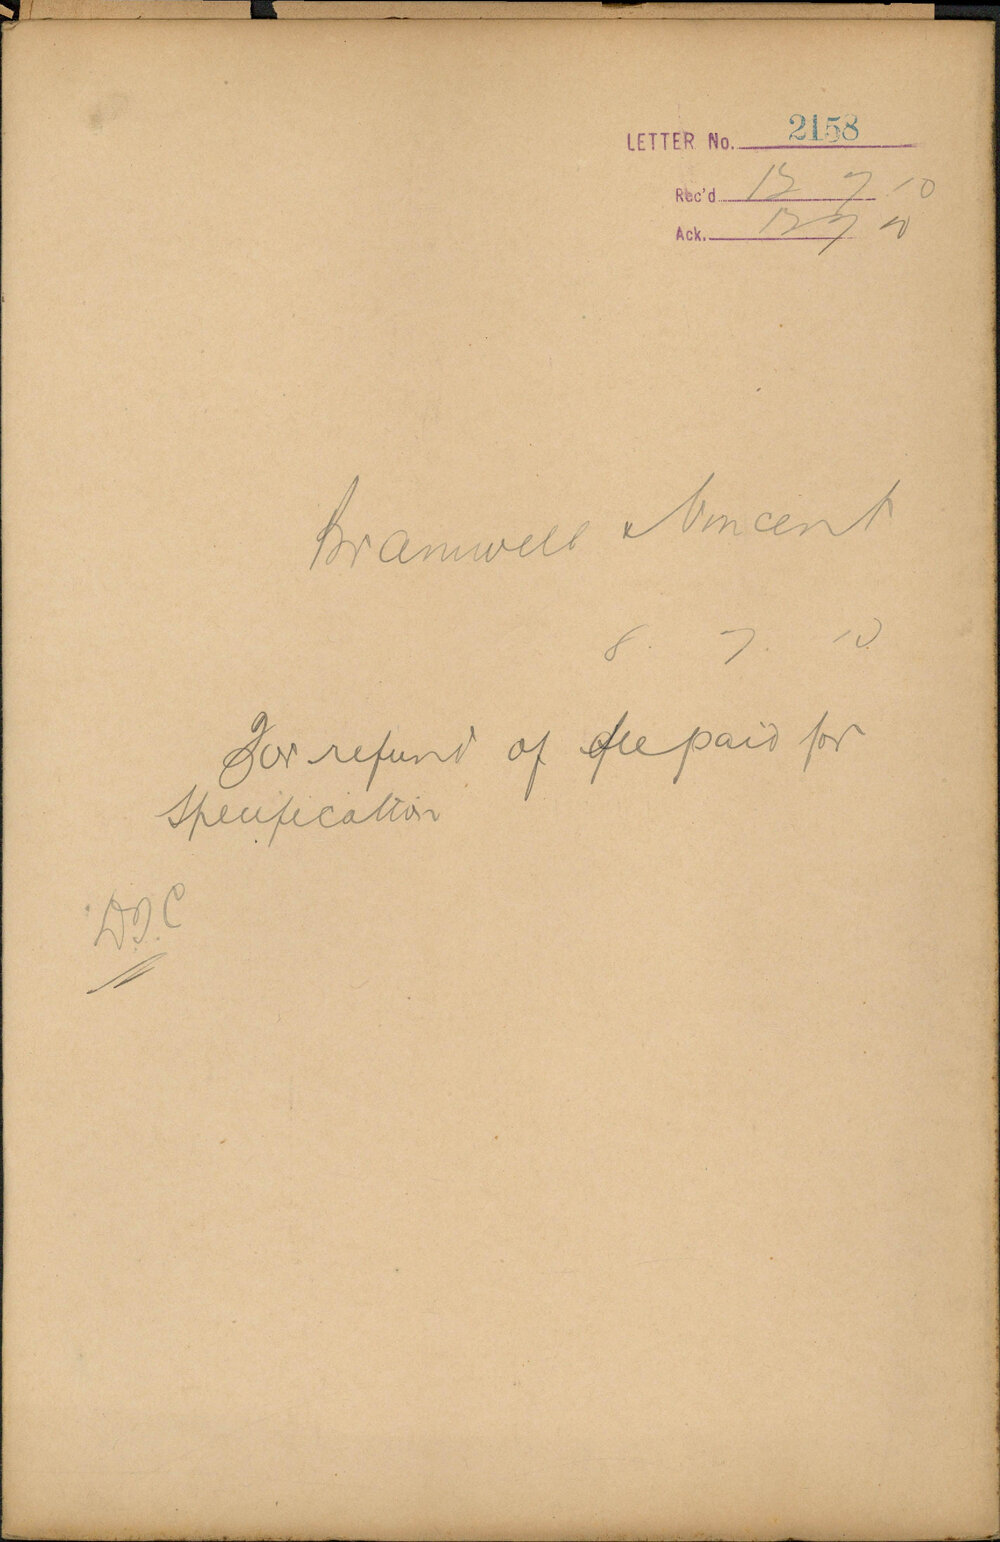 LETTER No. 2158
Rec'd 12 7 10
Ack. 12 7 10
Bramwell & Vincent
8. 7. 10
For refund of fee paid for
Specification
D.J.C